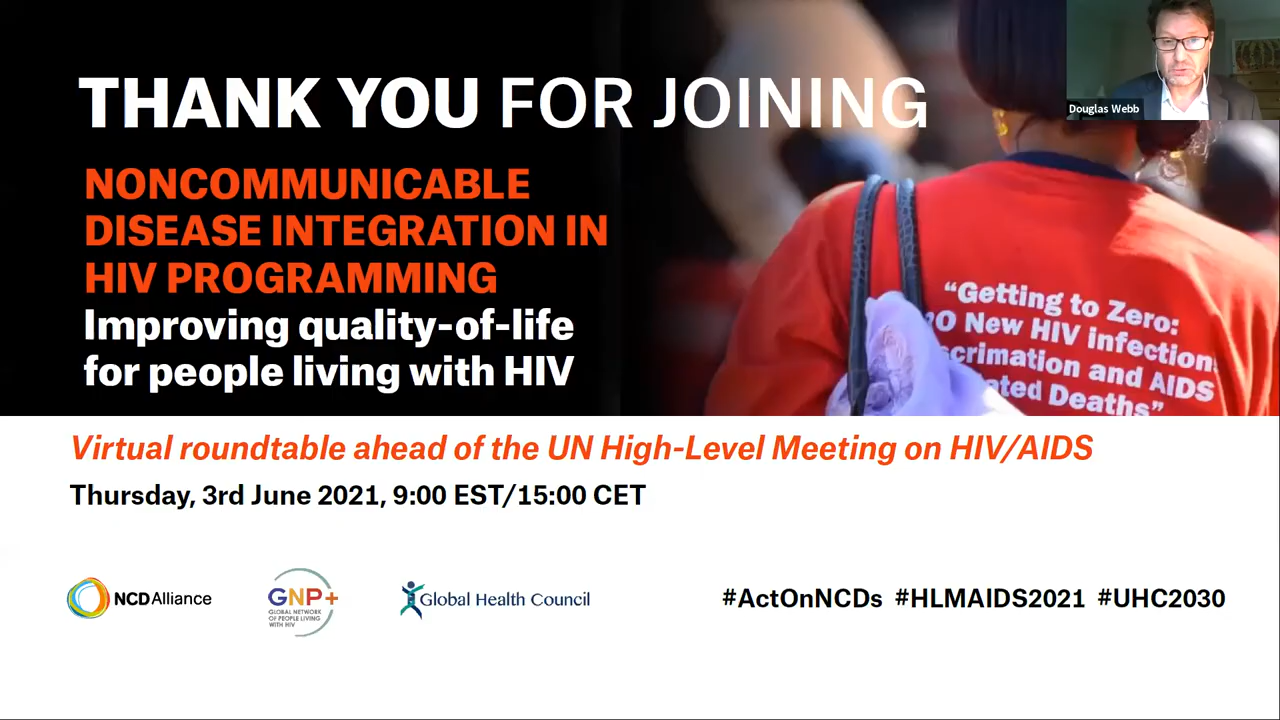 THANK YOU FOR JOINING
Douglas Webb
NONCOMMUNICABLE
DISEASE INTEGRATION IN
HIV PROGRAMMING
Improving quality-of-life
for people living with HIV
“Getting to Zero:
O New HIV infection
crimation and AIDS
ated Deaths”
Virtual roundtable ahead of the UN High-Level Meeting on HIV/AIDS
Thursday, 3rd June 2021, 9:00 EST/15:00 CET
NCDAlliance
GNP+
GLOBAL NETWORK
OF PEOPLE LIVING
WITH HIV
Global Health Council
#ActOnNCDs #HLMAIDS2021 #UHC2030